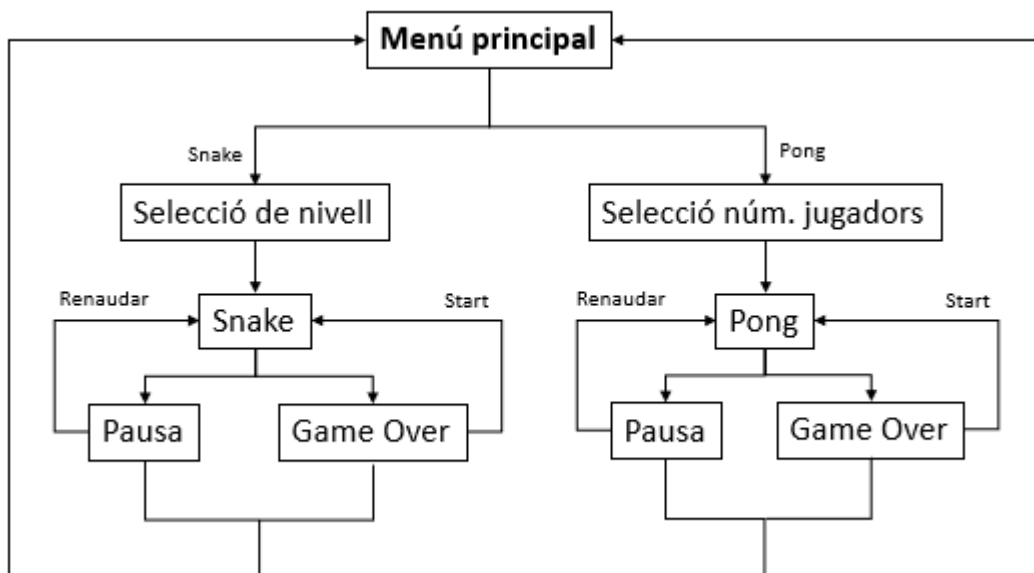 Menú principal
Snake
Pong
Selecció de nivell
Selecció núm. jugadors
Renaudar
Start
Renaudar
Start
Snake
Pong
Pausa
Game Over
Pausa
Game Over